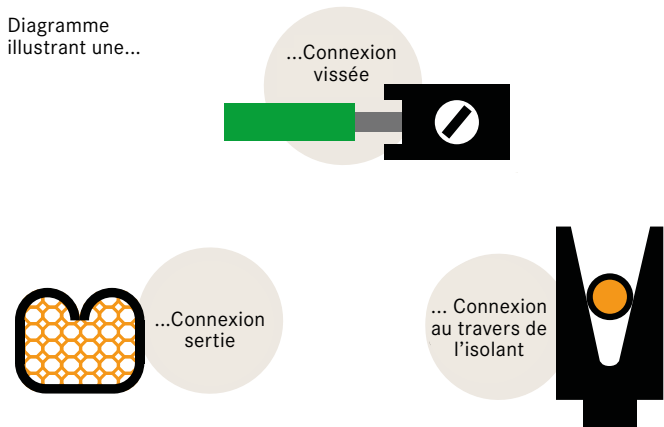 Diagramme
illustrant une...
...Connexion
vissée
...Connexion
sertie
... Connexion
au travers de
l'isolant